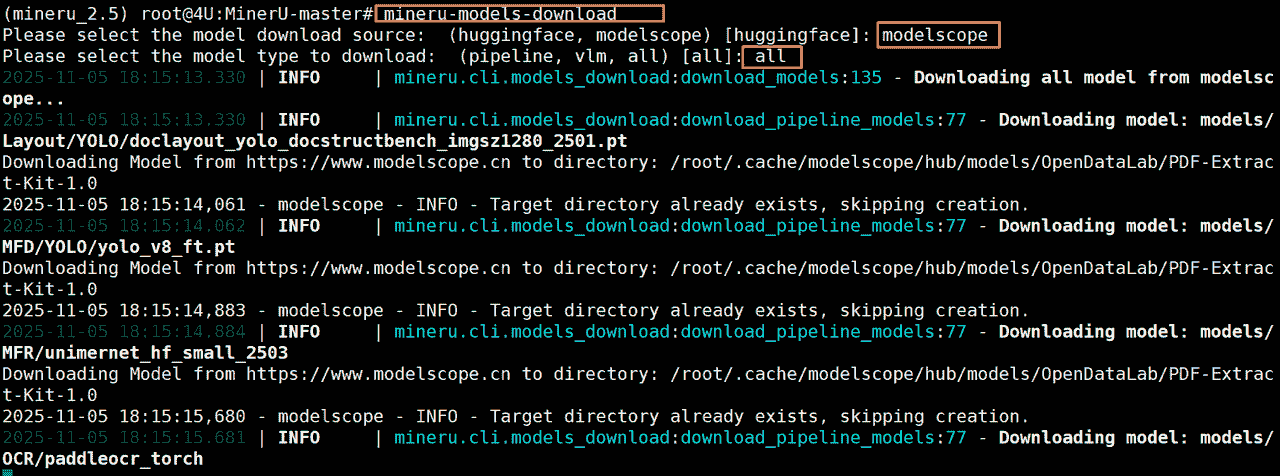 (mineru_2.5) root@4U:MinerU-master# mineru-models-download
Please select the model download source:  (huggingface, modelscope) [huggingface]: modelscope
Please select the model type to download:  (pipeline, vlm, all) [all]: all
2025-11-05 18:15:13.330 | INFO     | mineru.cli.models_download:download_models:135 - Downloading all model from modelsc
ope...
2025-11-05 18:15:13.330 | INFO     | mineru.cli.models_download:download_pipeline_models:77 - Downloading model: models/
Layout/YOLO/doclayout_yolo_docstructbench_imgsz1280_2501.pt
Downloading Model from https://www.modelscope.cn to directory: /root/.cache/modelscope/hub/models/OpenDataLab/PDF-Extrac
t-Kit-1.0
2025-11-05 18:15:14,061 - modelscope - INFO - Target directory already exists, skipping creation.
2025-11-05 18:15:14.062 | INFO     | mineru.cli.models_download:download_pipeline_models:77 - Downloading model: models/
MFD/YOLO/yolo_v8_ft.pt
Downloading Model from https://www.modelscope.cn to directory: /root/.cache/modelscope/hub/models/OpenDataLab/PDF-Extrac
t-Kit-1.0
2025-11-05 18:15:14,883 - modelscope - INFO - Target directory already exists, skipping creation.
2025-11-05 18:15:14.884 | INFO     | mineru.cli.models_download:download_pipeline_models:77 - Downloading model: models/
MFR/unimernet_hf_small_2503
Downloading Model from https://www.modelscope.cn to directory: /root/.cache/modelscope/hub/models/OpenDataLab/PDF-Extrac
t-Kit-1.0
2025-11-05 18:15:15,680 - modelscope - INFO - Target directory already exists, skipping creation.
2025-11-05 18:15:15.681 | INFO     | mineru.cli.models_download:download_pipeline_models:77 - Downloading model: models/
OCR/paddleocr_torch